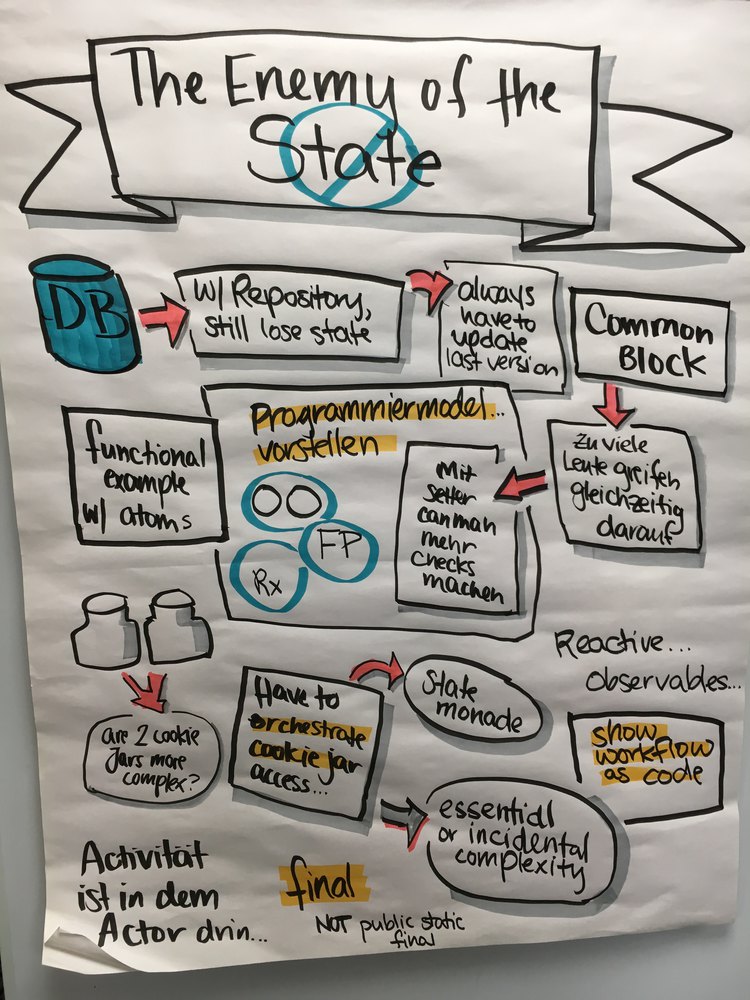 The Enemy of the
State
DB
w/ Repository,
still lose state
always
have to
update
last version
Common
Block
functional
example
w/ atoms
Programmiermodel...
vorstellen
OO
FP
Rx
Mit
Setter
can man
mehr
checks
machen
Zu viele
Leute greifen
gleichzeitig
darauf
are 2 cookie
Jars more
complex?
Have to
orchestrate
cookie jar
access...
State
monade
Reactive...
observables...
show
workflow
as code
essential
or incidental
complexity
Activität
ist in dem
Actor drin...
final
NOT public static
final